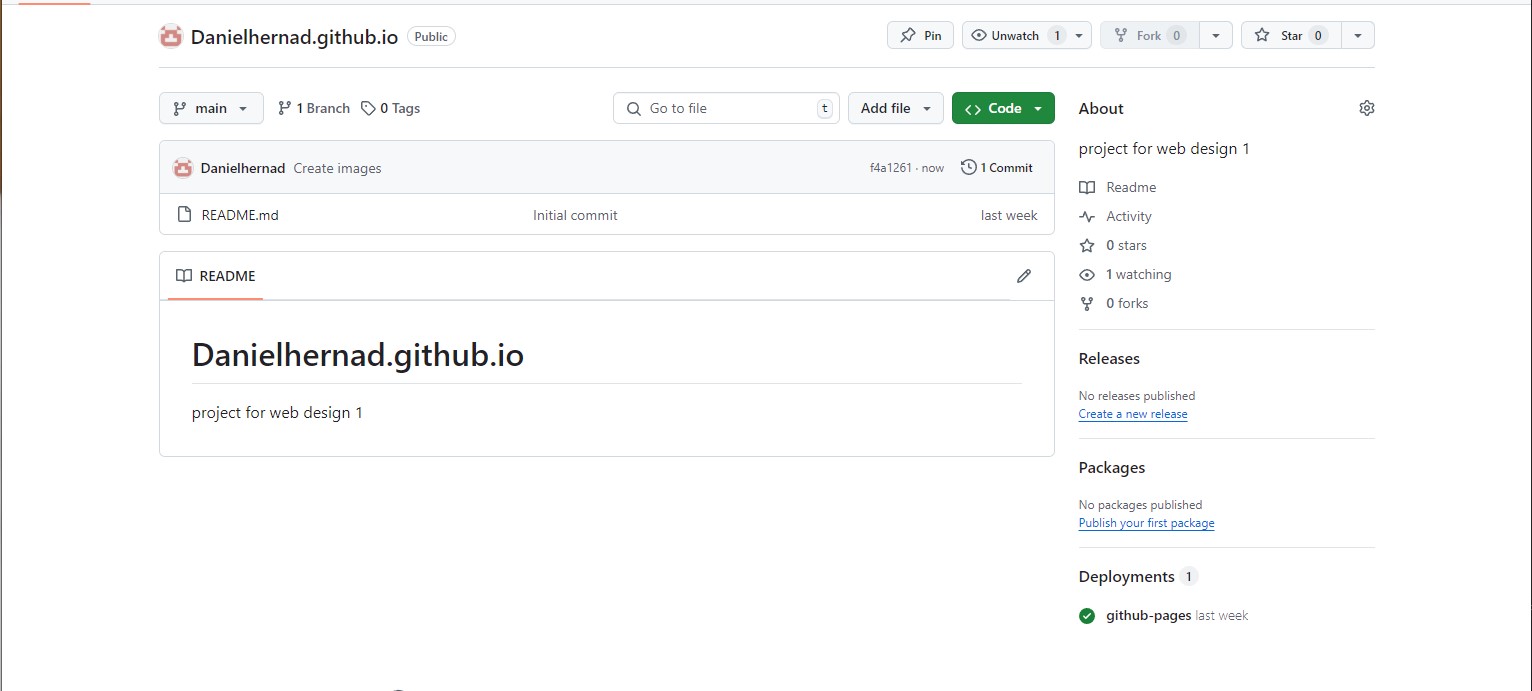 Danielhernad.github.io Public Pin Unwatch 1 Fork 0 Star 0
main 1 Branch 0 Tags Go to file t Add file Code
Danielhernad Create images f4a1261 · now 1 Commit
README.md Initial commit last week
README
Danielhernad.github.io
project for web design 1
About
project for web design 1
Readme
Activity
0 stars
1 watching
0 forks
Releases
No releases published
Create a new release
Packages
No packages published
Publish your first package
Deployments 1
github-pages last week